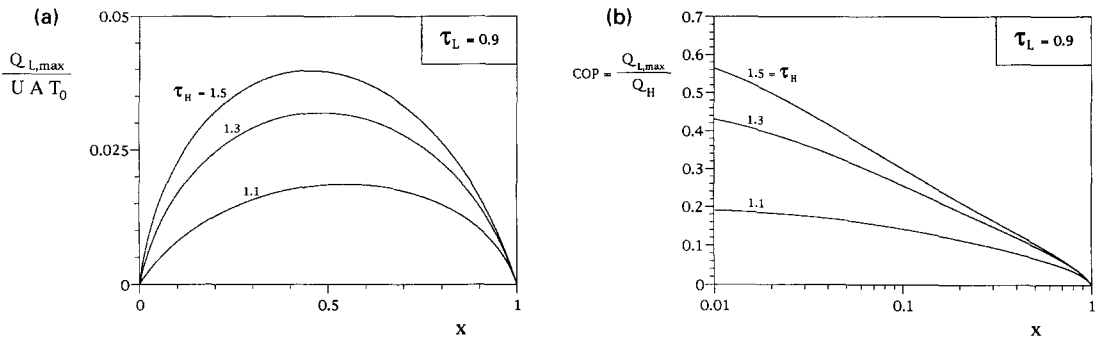 (a)
0.05
τL = 0.9
Q L,max
U A T0
τH = 1.5
1.3
0.025
1.1
0
0
0.5
1
x
(b)
0.7
τL = 0.9
0.6
COP = Q L,max
QH
1.5 = τH
0.5
0.4
1.3
0.3
0.2
1.1
0.1
0
0.01
0.1
1
x